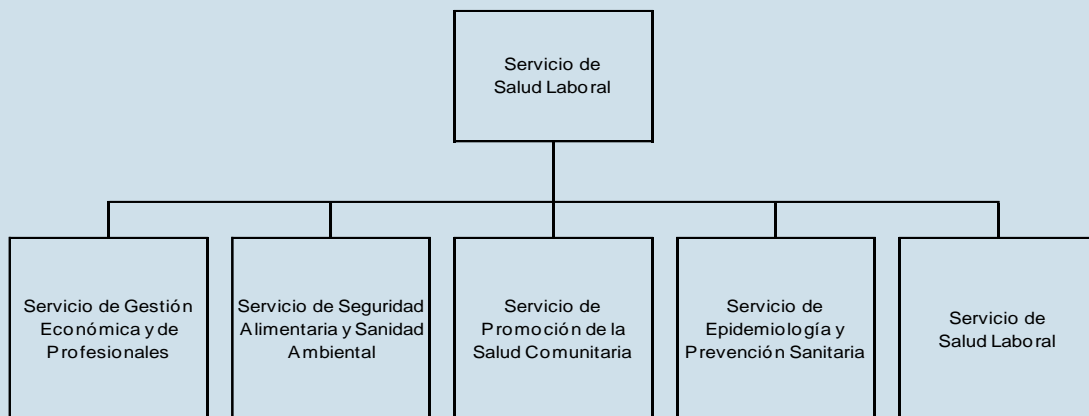 Servicio de
Salud Laboral
Servicio de Gestión
Económica y de
Profesionales
Servicio de Seguridad
Alimentaria y Sanidad
Ambiental
Servicio de
Promoción de la
Salud Comunitaria
Servicio de
Epidemiología y
Prevención Sanitaria
Servicio de
Salud Laboral